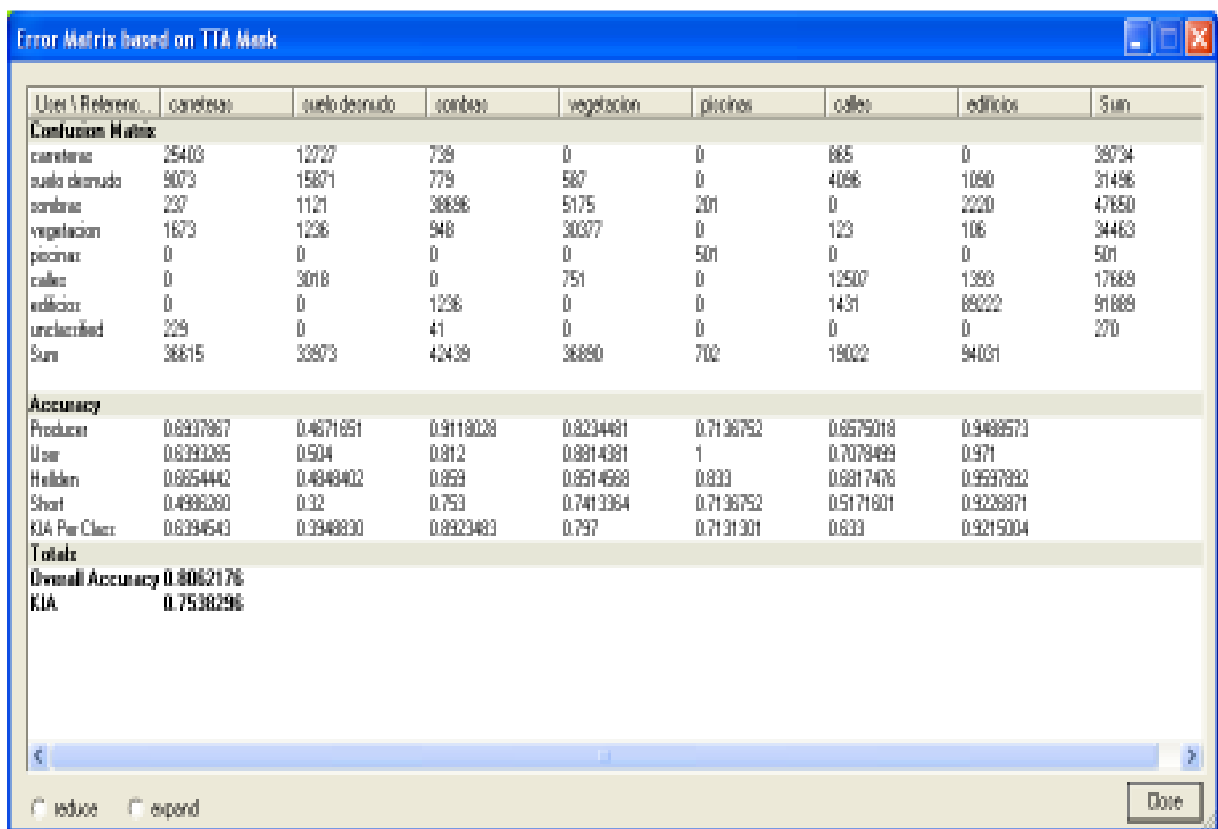 Error Matrix based on TTA Mask
User \ Referenc... carreteras suelo desnudo sombras vegetacion piscinas calles edificios Sum
Confusion Matrix
carreteras 25403 12727 739 0 0 865 0 39734
suelo desnudo 9073 15871 779 587 0 4096 1090 31496
sombras 237 1121 38696 5175 201 0 2220 47650
vegetacion 1673 1236 948 30377 0 123 106 34463
piscinas 0 0 0 0 501 0 0 501
calles 0 3018 0 751 0 12507 1393 17669
edificios 0 0 1236 0 0 1431 89222 91889
unclassified 229 0 41 0 0 0 0 270
Sum 36615 33973 42439 36890 702 19022 94031
Accuracy
Producer 0.6937867 0.4671651 0.9118028 0.8234481 0.7136752 0.6575018 0.9488573
User 0.6393265 0.504 0.812 0.8814381 1 0.7078499 0.971
Hellden 0.6654442 0.4848402 0.859 0.8514568 0.833 0.6817476 0.9597892
Short 0.4986260 0.32 0.753 0.7413364 0.7136752 0.5171601 0.9226871
KIA Per Class 0.6394543 0.3948830 0.8923483 0.797 0.7131301 0.633 0.9215004
Totals
Overall Accuracy 0.8062176
KIA 0.7538296
reduce expand Close